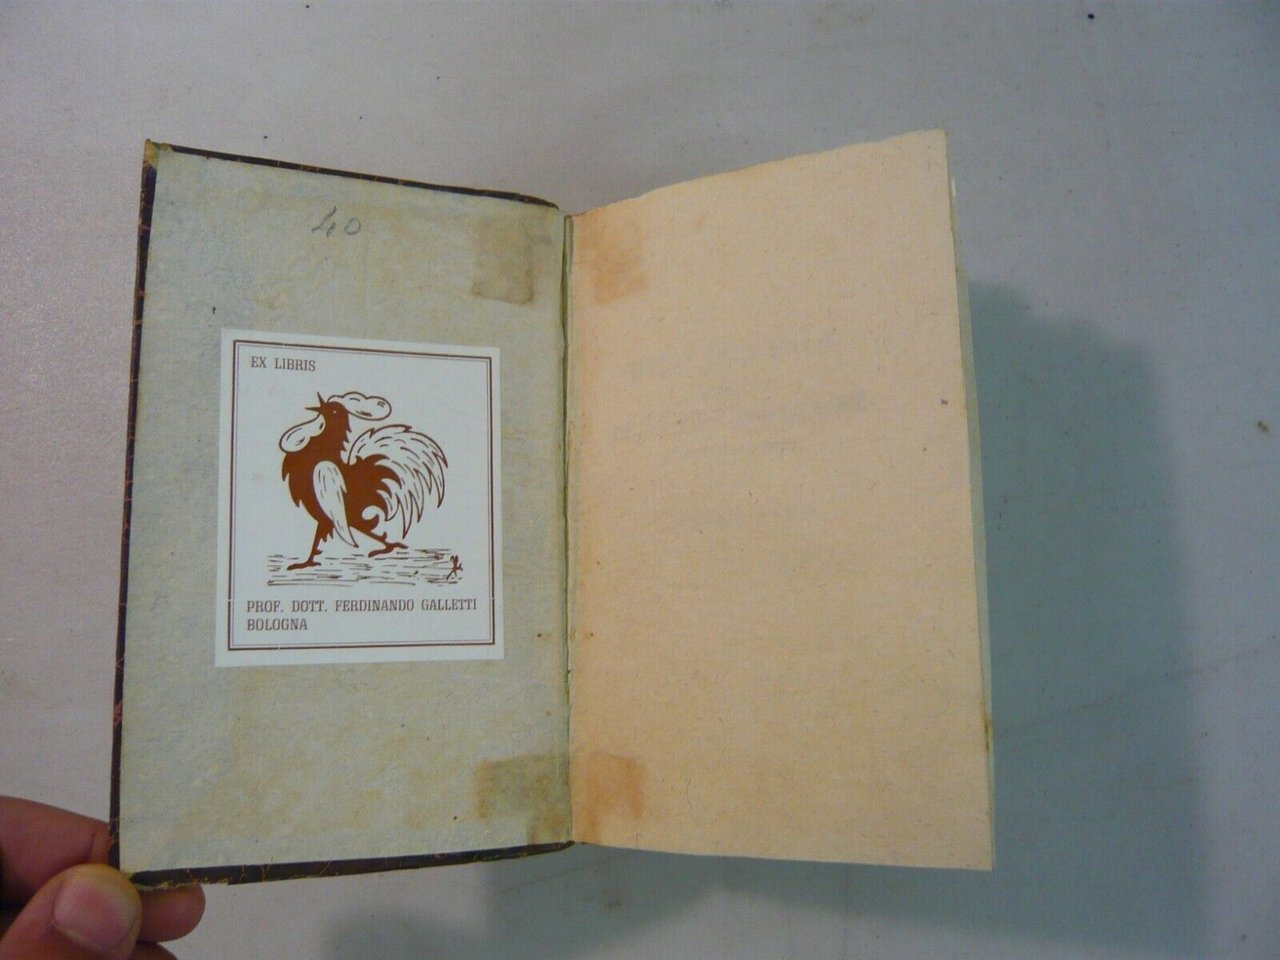 40
EX LIBRIS
PROF. DOTT. FERDINANDO GALLETTI
BOLOGNA